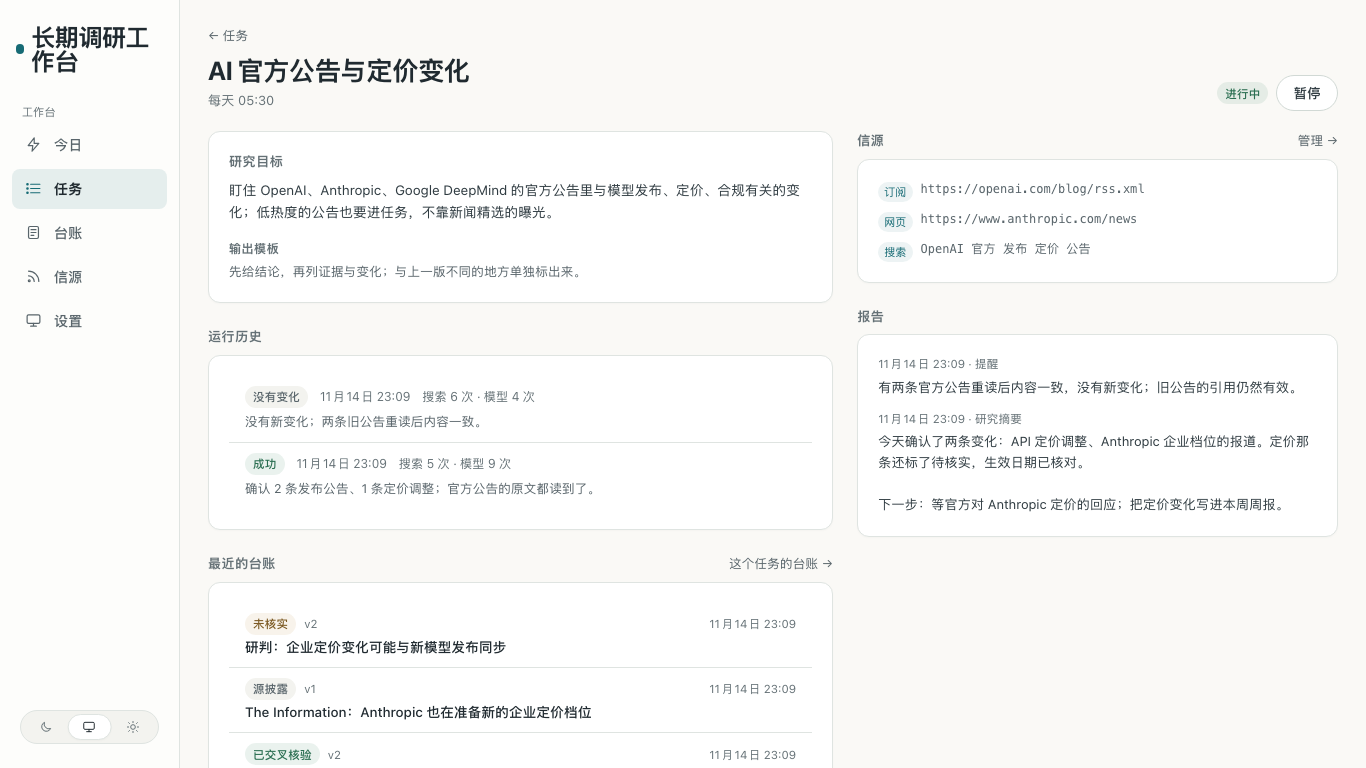 长期调研工
作台
工作台
今日
任务
台账
信源
设置
← 任务
AI 官方公告与定价变化
每天 05:30
进行中
暂停
研究目标
盯住 OpenAI、Anthropic、Google DeepMind 的官方公告里与模型发布、定价、合规有关的变
化；低热度的公告也要进任务，不靠新闻精选的曝光。
输出模板
先给结论，再列证据与变化；与上一版不同的地方单独标出来。
运行历史
没有变化 11月14日 23:09 搜索 6 次 · 模型 4 次
没有新变化；两条旧公告重读后内容一致。
成功 11月14日 23:09 搜索 5 次 · 模型 9 次
确认 2 条发布公告、1 条定价调整；官方公告的原文都读到了。
最近的台账
这个任务的台账 →
未核实 v2 11月14日 23:09
研判：企业定价变化可能与新模型发布同步
源披露 v1 11月14日 23:09
The Information：Anthropic 也在准备新的企业定价档位
已交叉核验 v2 11月14日 23:09
信源
管理 →
订阅 https://openai.com/blog/rss.xml
网页 https://www.anthropic.com/news
搜索 OpenAI 官方 发布 定价 公告
报告
11月14日 23:09 · 提醒
有两条官方公告重读后内容一致，没有新变化；旧公告的引用仍然有效。
11月14日 23:09 · 研究摘要
今天确认了两条变化：API 定价调整、Anthropic 企业档位的报道。定价那
条还标了待核实，生效日期已核对。
下一步：等官方对 Anthropic 定价的回应；把定价变化写进本周周报。